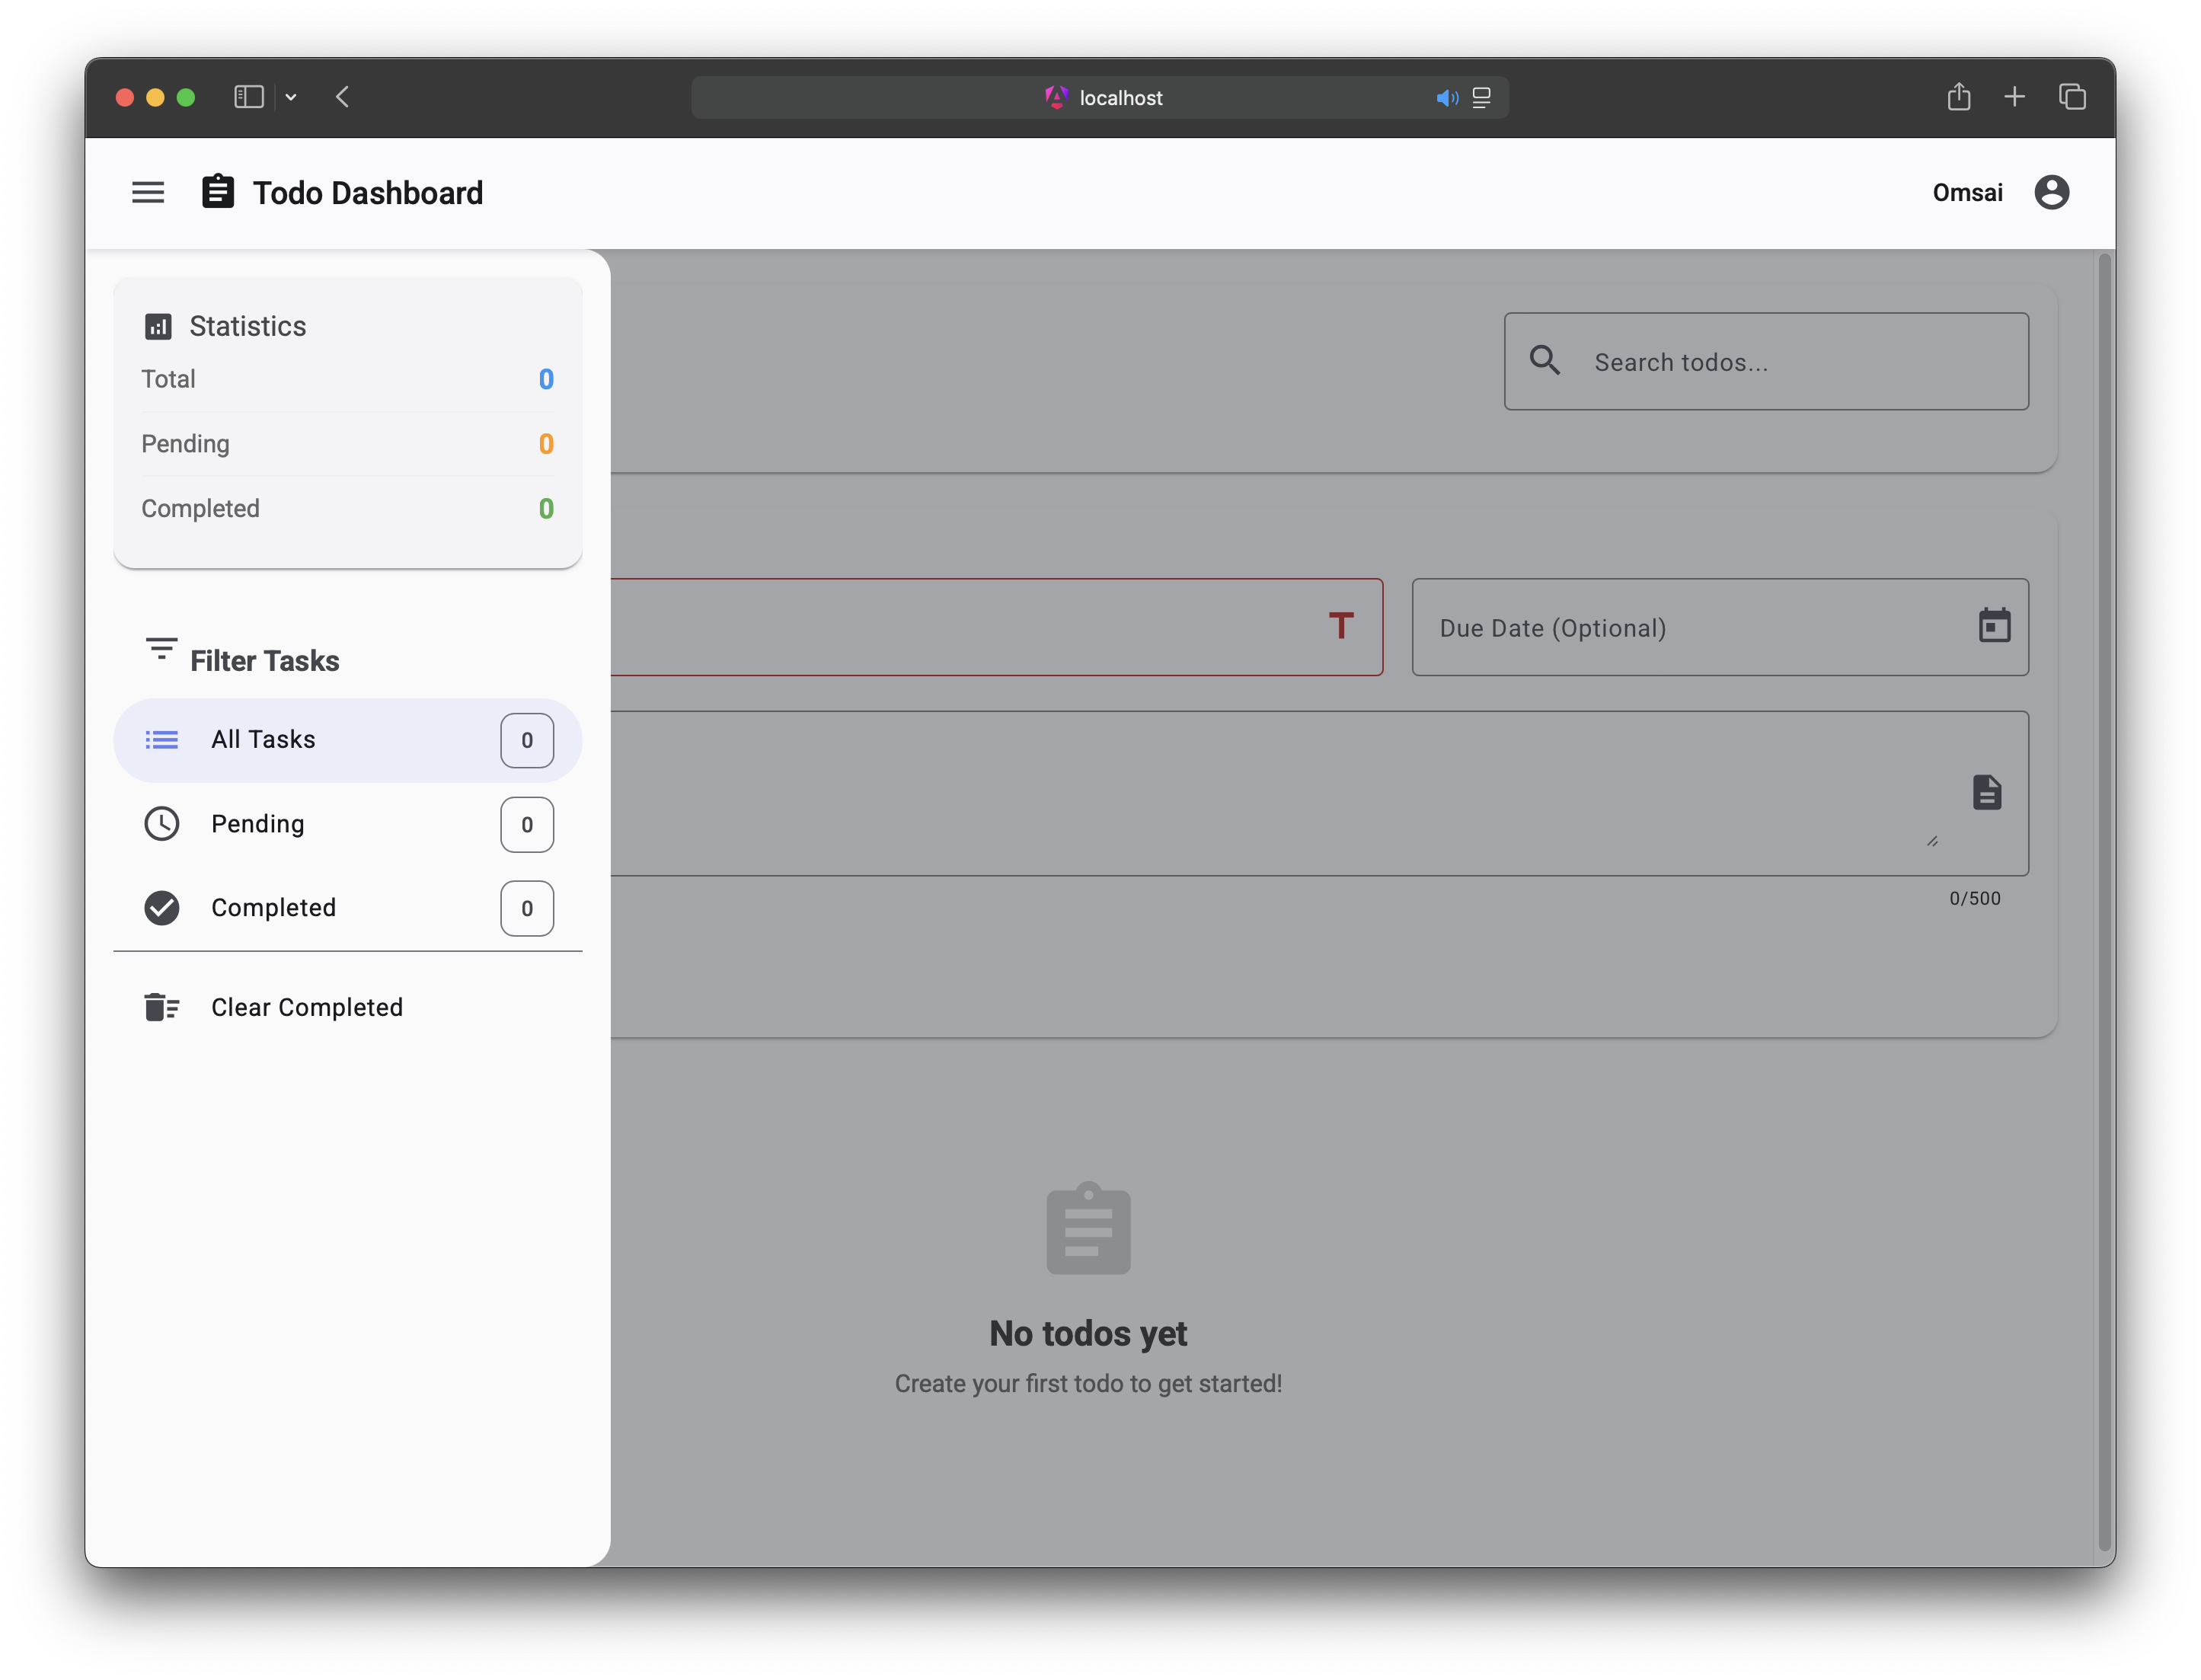 localhost
Todo Dashboard
Omsai
Statistics
Total 0
Pending 0
Completed 0
Filter Tasks
All Tasks 0
Pending 0
Completed 0
Clear Completed
Search todos...
T
Due Date (Optional)
0/500
No todos yet
Create your first todo to get started!